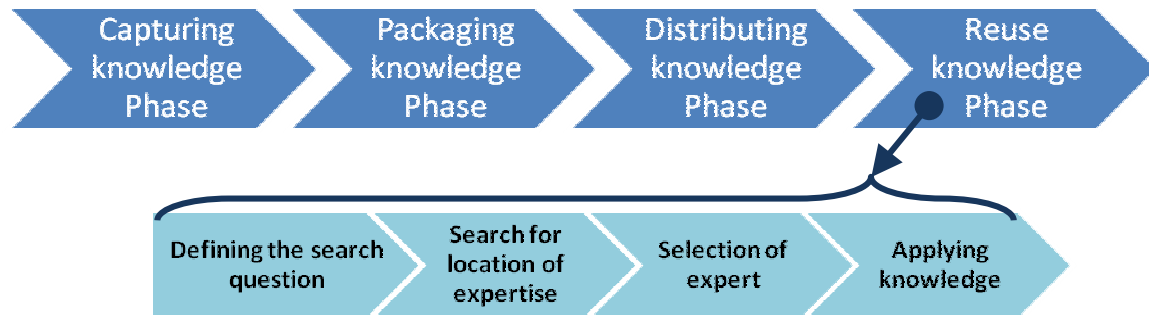 Capturing
knowledge
Phase
Packaging
knowledge
Phase
Distributing
knowledge
Phase
Reuse
knowledge
Phase
Defining the search
question
Search for
location of
expertise
Selection of
expert
Applying
knowledge